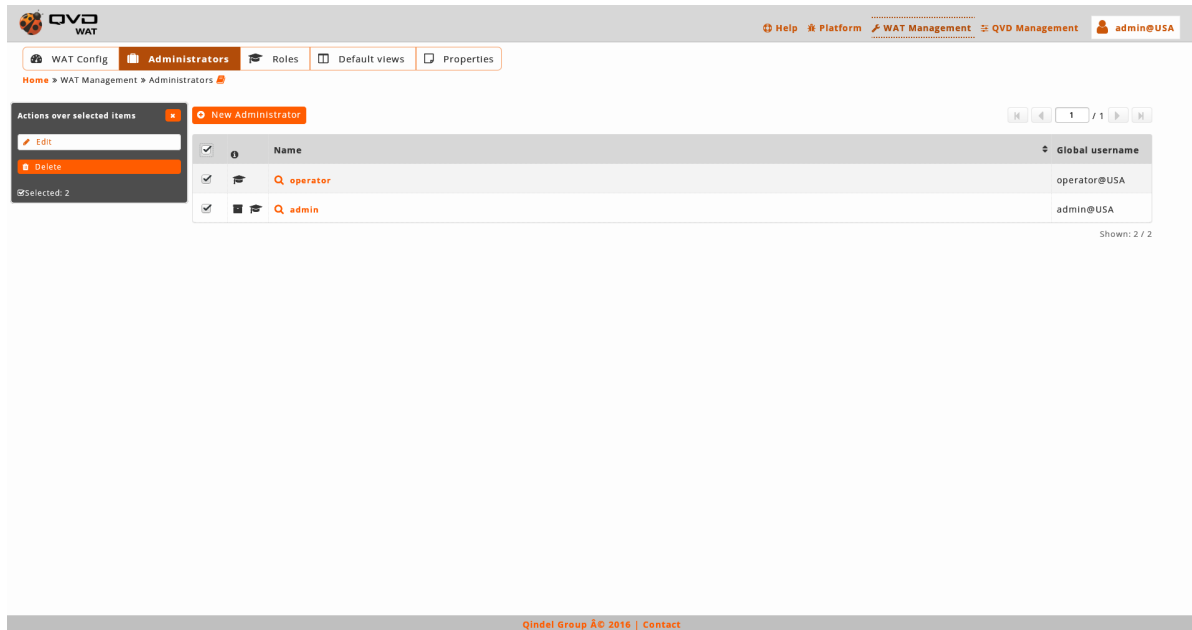 QVD
WAT
Help Platform WAT Management QVD Management admin@USA
WAT Config Administrators Roles Default views Properties
Home » WAT Management » Administrators
Actions over selected items
Edit
Delete
Selected: 2
New Administrator
1 / 1
Name Global username
operator operator@USA
admin admin@USA
Shown: 2 / 2
Qindel Group Â© 2016 | Contact